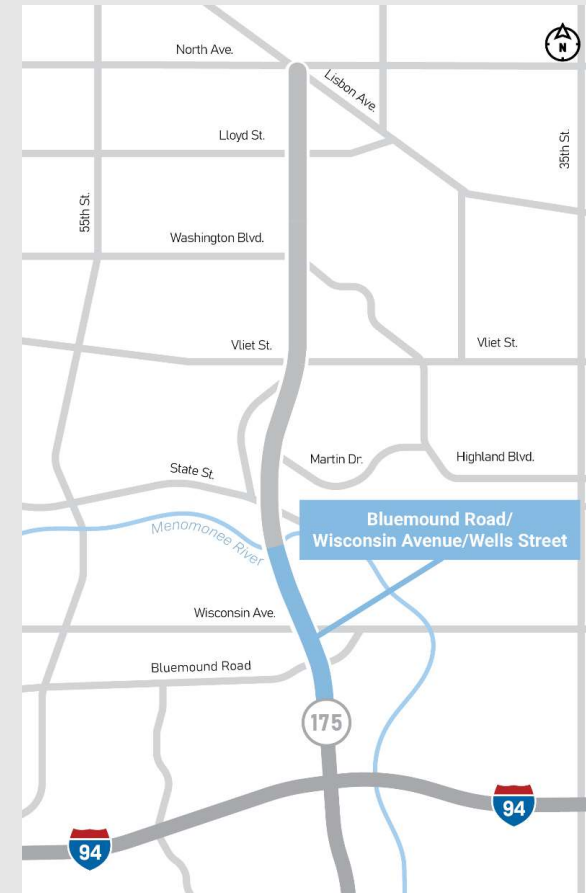 N
North Ave.
Lisbon Ave.
Lloyd St.
35th St.
55th St.
Washington Blvd.
Vliet St.
Vliet St.
Martin Dr.
Highland Blvd.
State St.
Bluemound Road/
Wisconsin Avenue/Wells Street
Menomonee River
Wisconsin Ave.
Bluemound Road
175
94
94